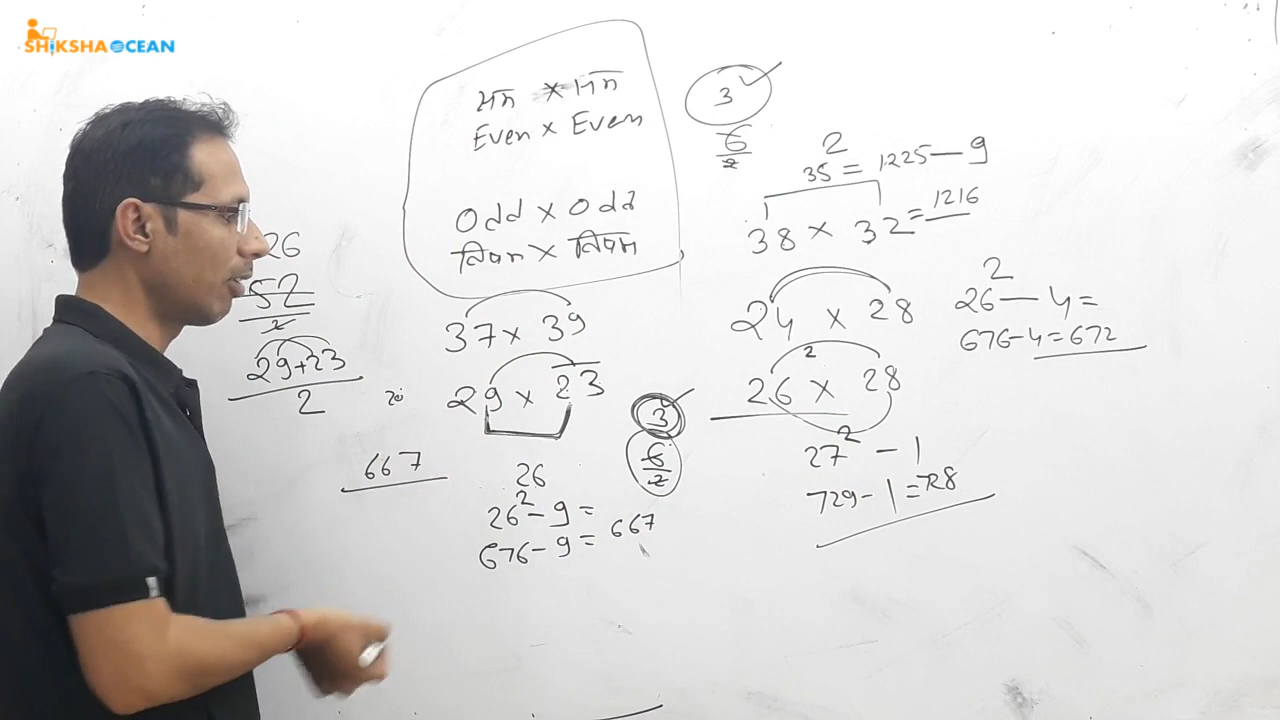 SHIKSHA OCEAN
सम × सम
Even × Even
Odd × Odd
विषम × विषम
3
6/2
35² = 1225 — 9
38 × 32 = 1216
26
52/2
29+23
2
37 × 39
29 × 23
24 × 28
26² — 4 =
676 - 4 = 672
26 × 28
2
3
6/2
27² - 1
729 - 1 = 728
667
26
26² - 9 =
676 - 9 = 667